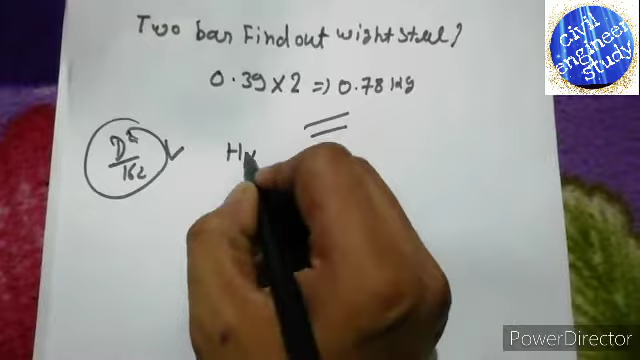 Two bar Find out wight steel?
0.39 × 2 => 0.78 kg
D²/162
H
civil
engineer
study
PowerDirector